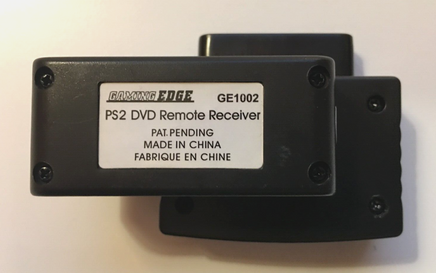 GAMING EDGE GE1002
PS2 DVD Remote Receiver
PAT. PENDING
MADE IN CHINA
FABRIQUE EN CHINE